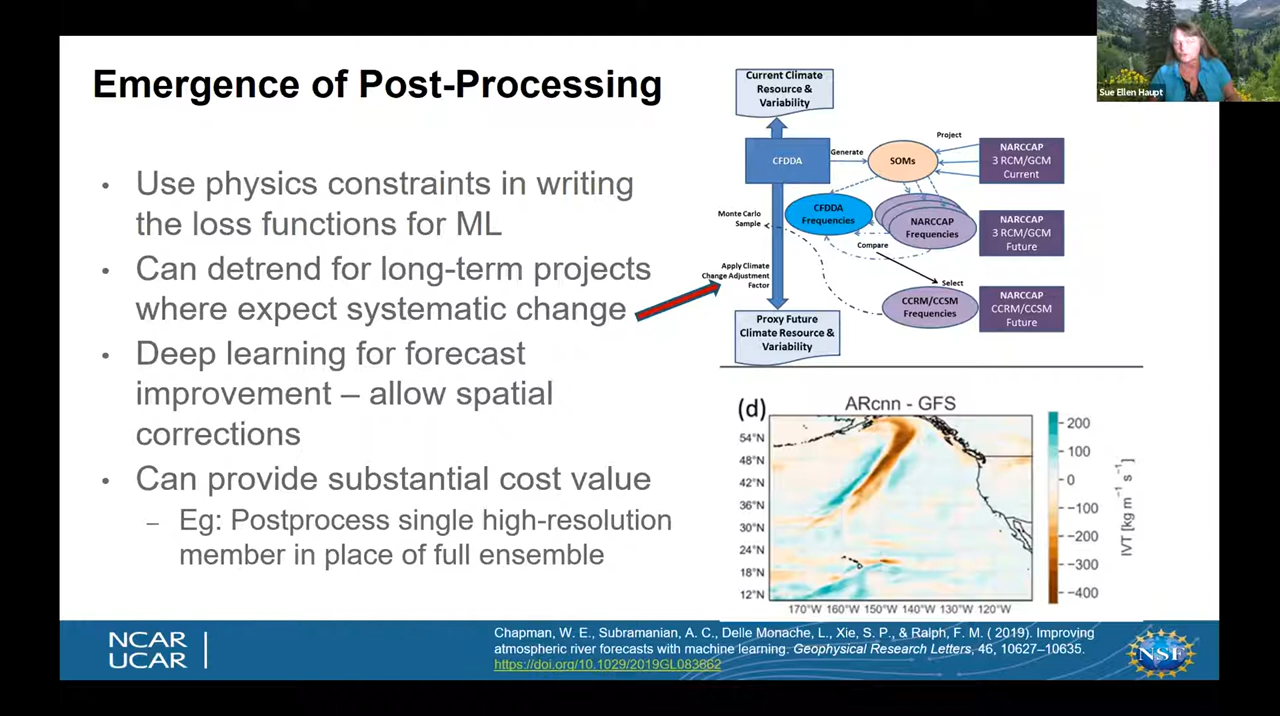 Emergence of Post-Processing
• Use physics constraints in writing
the loss functions for ML
• Can detrend for long-term projects
where expect systematic change
• Deep learning for forecast
improvement – allow spatial
corrections
• Can provide substantial cost value
– Eg: Postprocess single high-resolution
member in place of full ensemble
Current Climate
Resource &
Variability
CFDDA
Generate
SOMs
Project
NARCCAP
3 RCM/GCM
Current
CFDDA
Frequencies
NARCCAP
Frequencies
NARCCAP
3 RCM/GCM
Future
Monte Carlo
Sample
Compare
Apply Climate
Change Adjustment
Factor
Select
CCRM/CCSM
Frequencies
NARCCAP
CCRM/CCSM
Future
Proxy Future
Climate Resource &
Variability
Sue Ellen Haupt
(d)
ARcnn - GFS
54°N
48°N
42°N
36°N
30°N
24°N
18°N
12°N
170°W 160°W 150°W 140°W 130°W 120°W
200
100
0
−100
−200
−300
−400
IVT [kg m⁻¹ s⁻¹]
NCAR
UCAR
Chapman, W. E., Subramanian, A. C., Delle Monache, L., Xie, S. P., & Ralph, F. M. ( 2019). Improving
atmospheric river forecasts with machine learning. Geophysical Research Letters, 46, 10627–10635.
https://doi.org/10.1029/2019GL083662
NSF